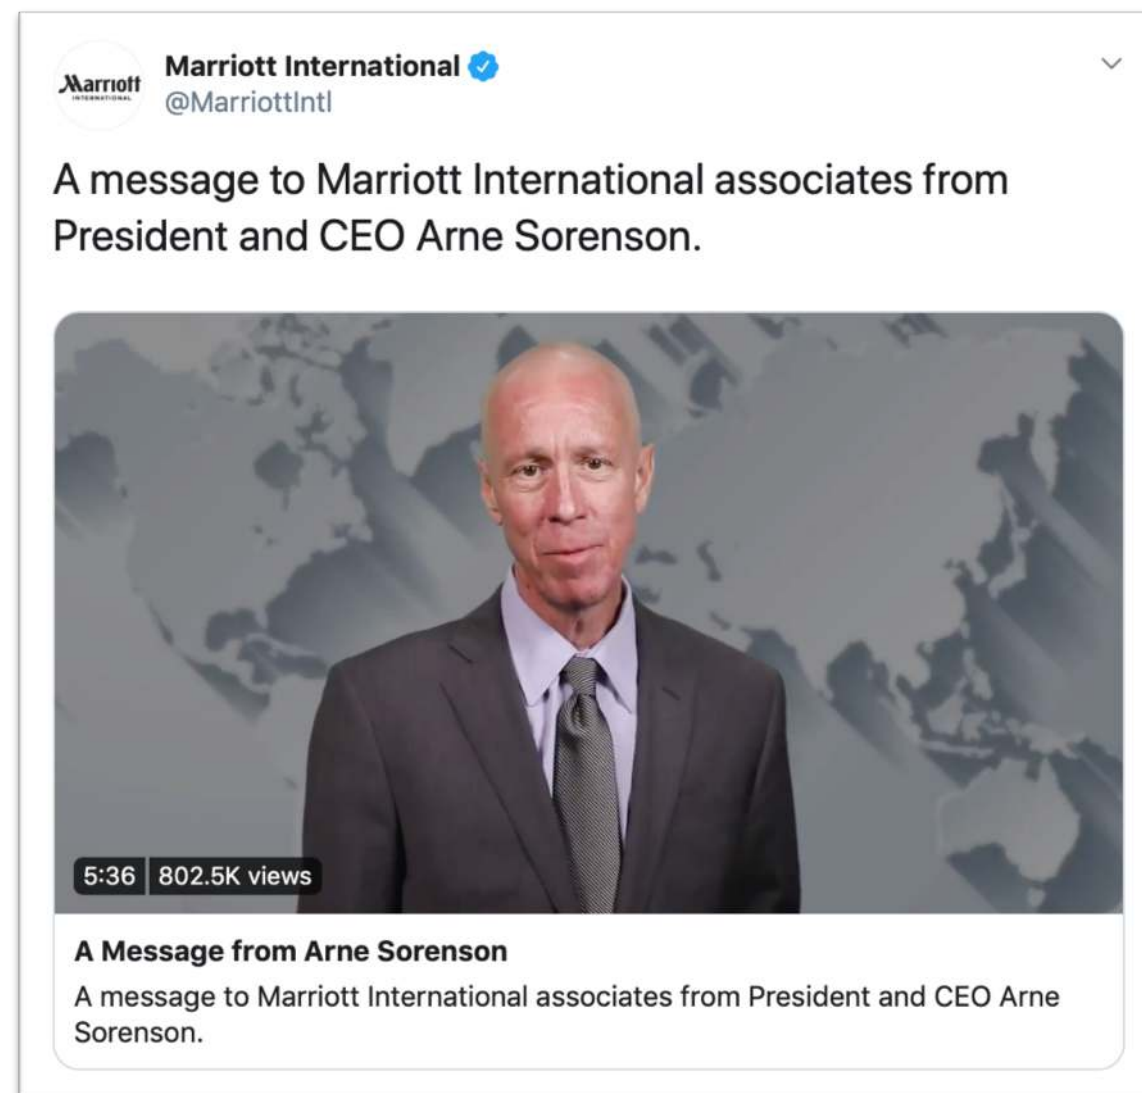 Marriott
INTERNATIONAL
Marriott International
@MarriottIntl
A message to Marriott International associates from
President and CEO Arne Sorenson.
5:36 802.5K views
A Message from Arne Sorenson
A message to Marriott International associates from President and CEO Arne
Sorenson.